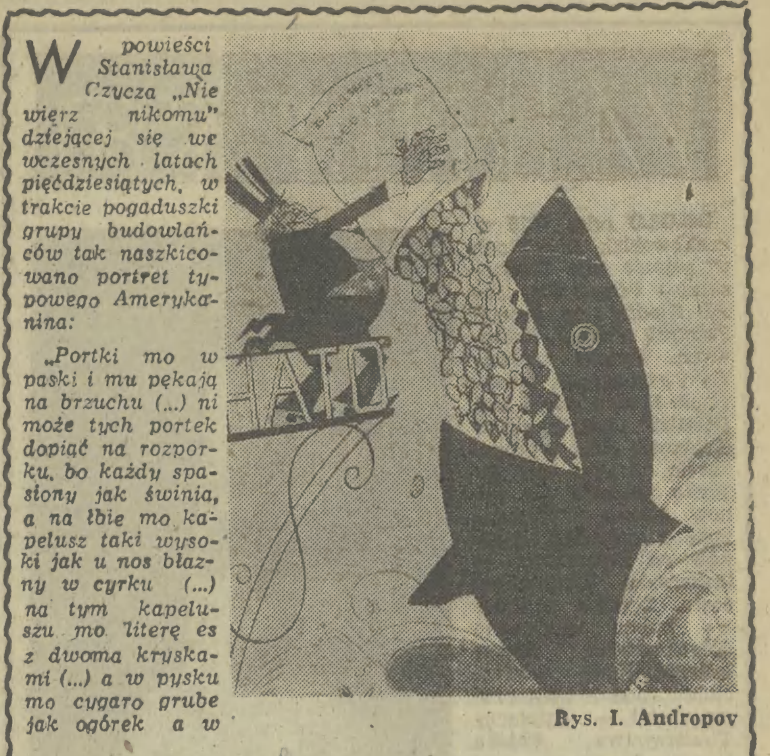 W powieści
Stanisława
Czycza „Nie
wierz nikomu”
dziejącej się we
wczesnych latach
pięćdziesiątych, w
trakcie pogaduszki
grupy budowlań-
ców tak naszkico-
wano portret ty-
powego Ameryka-
nina:
„Portki mo w
paski i mu pękają
na brzuchu (...) ni
może tych portek
dopiąć na rozpor-
ku, bo każdy spa-
siony jak świnia,
a na łbie mo ka-
pelusz taki wyso-
ki jak u nos błaz-
ny w cyrku (...)
na tym kapelu-
szu mo literę es
z dwoma kryska-
mi (...) a w pysku
mo cygaro grube
jak ogórek a w
НАТО
Rys. I. Andropov